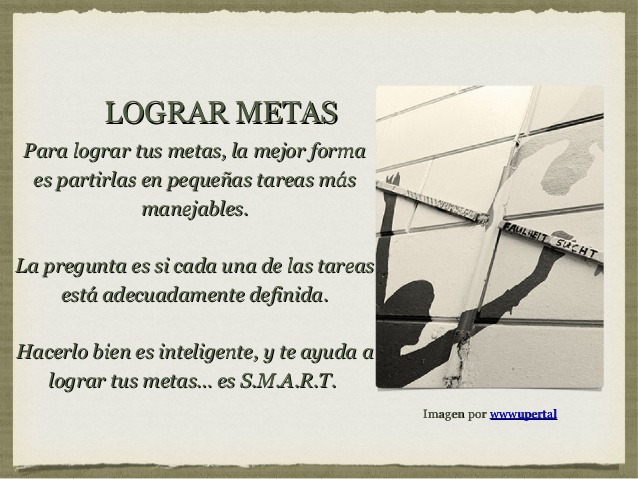 LOGRAR METAS
Para lograr tus metas, la mejor forma
es partirlas en pequeñas tareas más
manejables.
La pregunta es si cada una de las tareas
está adecuadamente definida.
Hacerlo bien es inteligente, y te ayuda a
lograr tus metas... es S.M.A.R.T.
FAULHEIT SUCHT
Imagen por wwwupertal